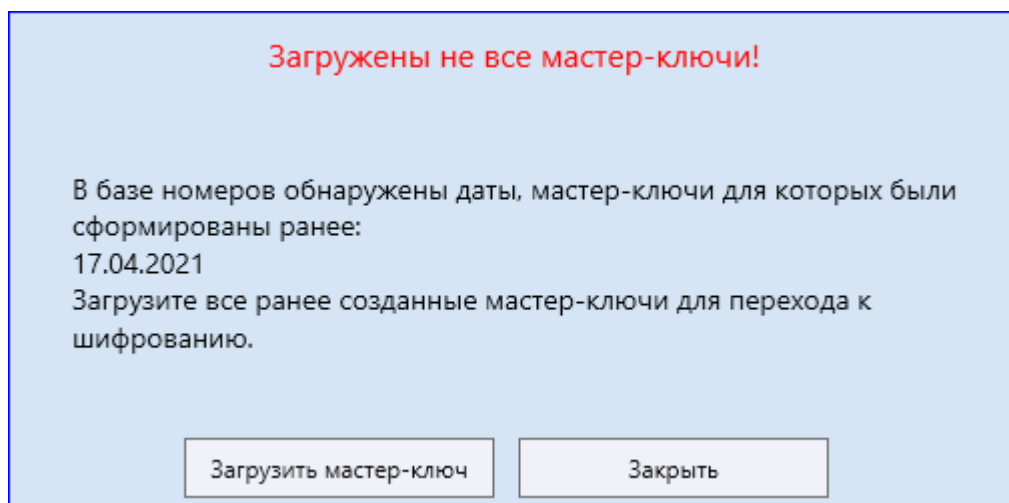 Загружены не все мастер-ключи!
В базе номеров обнаружены даты, мастер-ключи для которых были
сформированы ранее:
17.04.2021
Загрузите все ранее созданные мастер-ключи для перехода к
шифрованию.
Загрузить мастер-ключ
Закрыть